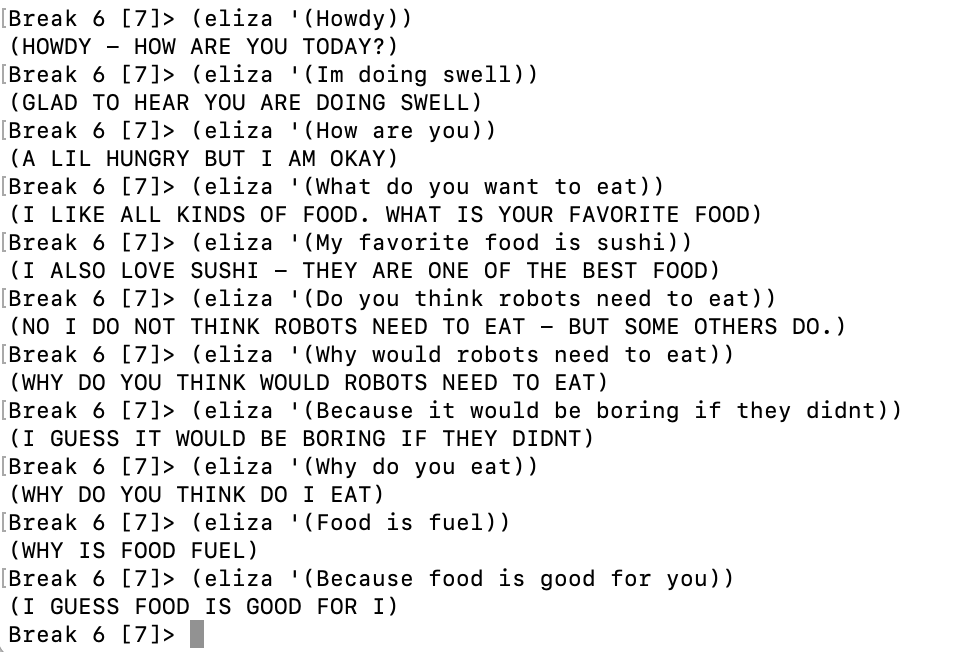 [Break 6 [7]> (eliza '(Howdy))
(HOWDY – HOW ARE YOU TODAY?)
[Break 6 [7]> (eliza '(Im doing swell))
(GLAD TO HEAR YOU ARE DOING SWELL)
[Break 6 [7]> (eliza '(How are you))
(A LIL HUNGRY BUT I AM OKAY)
[Break 6 [7]> (eliza '(What do you want to eat))
(I LIKE ALL KINDS OF FOOD. WHAT IS YOUR FAVORITE FOOD)
[Break 6 [7]> (eliza '(My favorite food is sushi))
(I ALSO LOVE SUSHI – THEY ARE ONE OF THE BEST FOOD)
[Break 6 [7]> (eliza '(Do you think robots need to eat))
(NO I DO NOT THINK ROBOTS NEED TO EAT – BUT SOME OTHERS DO.)
[Break 6 [7]> (eliza '(Why would robots need to eat))
(WHY DO YOU THINK WOULD ROBOTS NEED TO EAT)
[Break 6 [7]> (eliza '(Because it would be boring if they didnt))
(I GUESS IT WOULD BE BORING IF THEY DIDNT)
[Break 6 [7]> (eliza '(Why do you eat))
(WHY DO YOU THINK DO I EAT)
[Break 6 [7]> (eliza '(Food is fuel))
(WHY IS FOOD FUEL)
[Break 6 [7]> (eliza '(Because food is good for you))
(I GUESS FOOD IS GOOD FOR I)
Break 6 [7]>